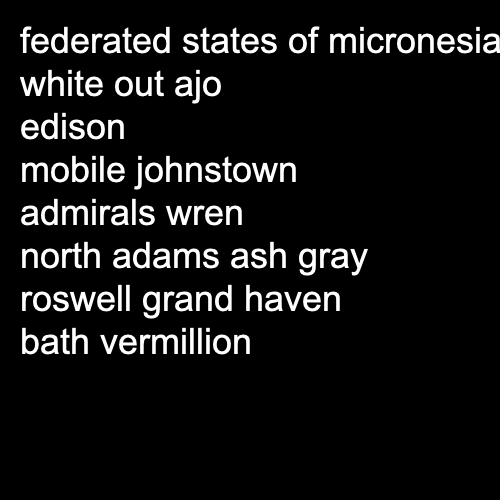 federated states of micronesia
white out ajo
edison
mobile johnstown
admirals wren
north adams ash gray
roswell grand haven
bath vermillion